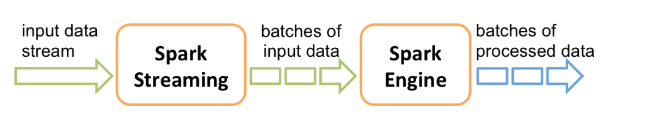 input data
stream
Spark
Streaming
batches of
input data
Spark
Engine
batches of
processed data